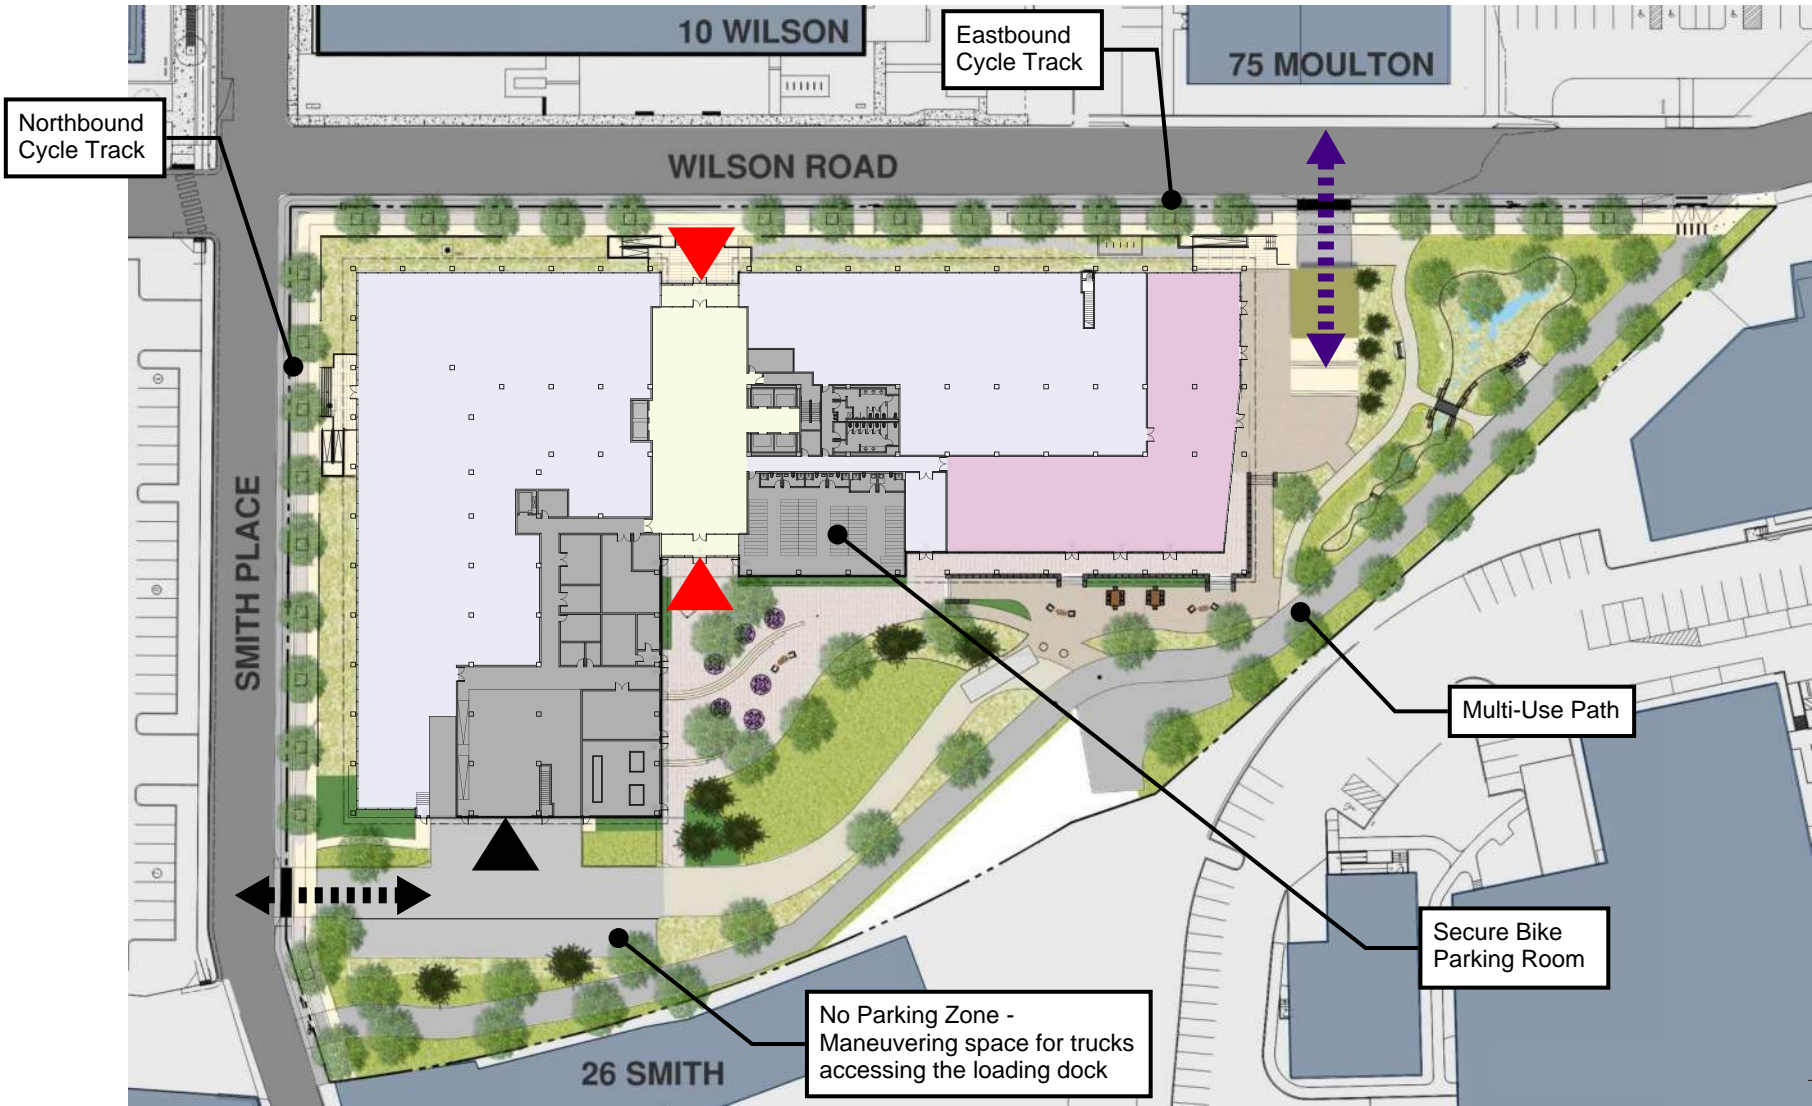 10 WILSON
Eastbound
Cycle Track
75 MOULTON
Northbound
Cycle Track
WILSON ROAD
SMITH PLACE
Multi-Use Path
Secure Bike
Parking Room
No Parking Zone -
Maneuvering space for trucks
accessing the loading dock
26 SMITH